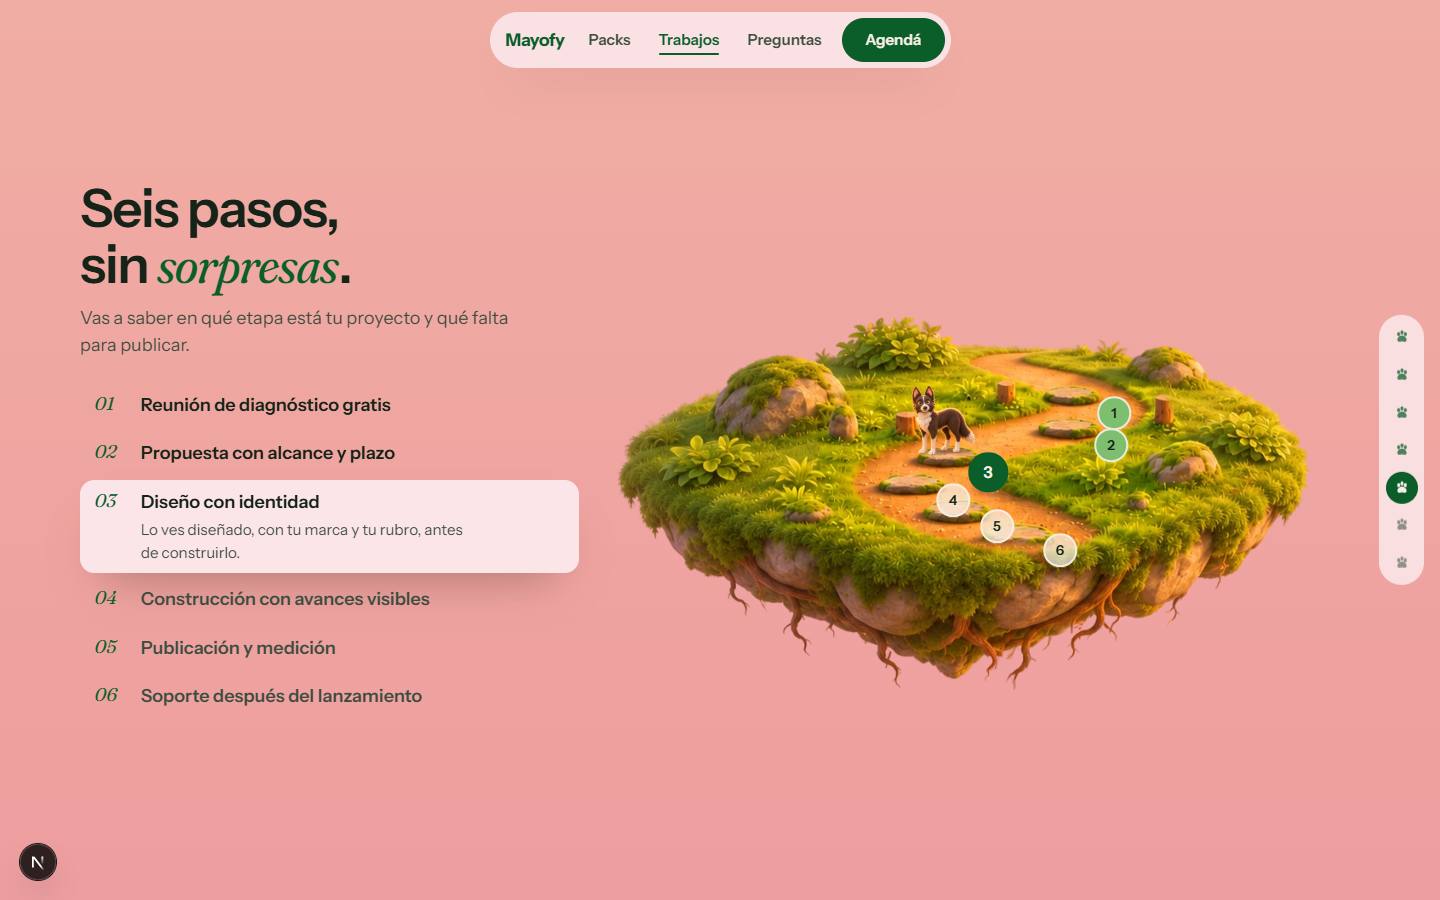 Mayofy Packs Trabajos Preguntas Agendá
Seis pasos,
sin sorpresas.
Vas a saber en qué etapa está tu proyecto y qué falta
para publicar.
01 Reunión de diagnóstico gratis
02 Propuesta con alcance y plazo
03 Diseño con identidad
Lo ves diseñado, con tu marca y tu rubro, antes
de construirlo.
04 Construcción con avances visibles
05 Publicación y medición
06 Soporte después del lanzamiento
1
2
3
4
5
6
N